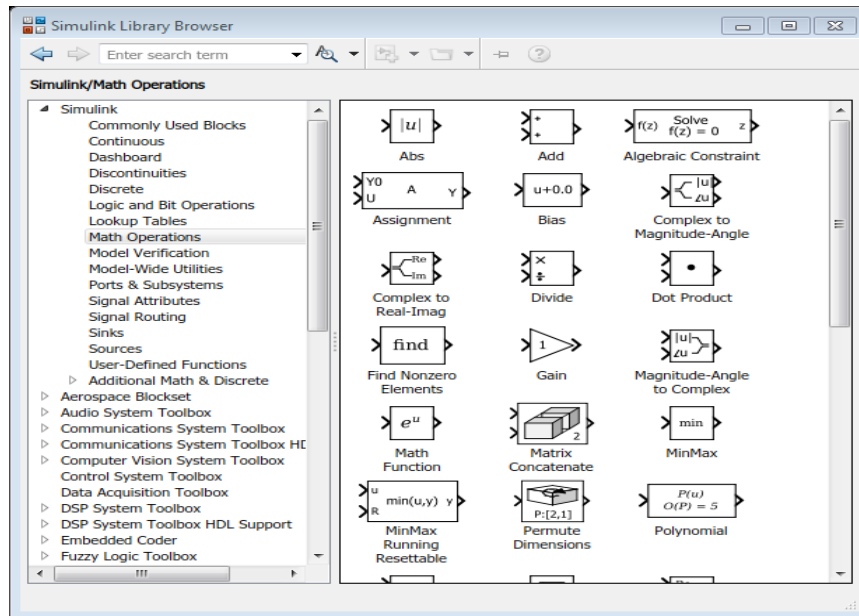 Simulink Library Browser
Enter search term
Simulink/Math Operations
Simulink
Commonly Used Blocks
Continuous
Dashboard
Discontinuities
Discrete
Logic and Bit Operations
Lookup Tables
Math Operations
Model Verification
Model-Wide Utilities
Ports & Subsystems
Signal Attributes
Signal Routing
Sinks
Sources
User-Defined Functions
Additional Math & Discrete
Aerospace Blockset
Audio System Toolbox
Communications System Toolbox
Communications System Toolbox HD
Computer Vision System Toolbox
Control System Toolbox
Data Acquisition Toolbox
DSP System Toolbox
DSP System Toolbox HDL Support
Embedded Coder
Fuzzy Logic Toolbox
|u|
Abs
+
+
Add
f(z) Solve f(z) = 0 z
Algebraic Constraint
Y0
U A Y
Assignment
u+0.0
Bias
|u|
∠u
Complex to
Magnitude-Angle
Re
Im
Complex to
Real-Imag
×
÷
Divide
Dot Product
find
Find Nonzero
Elements
1
Gain
|u|
∠u
Magnitude-Angle
to Complex
e^u
Math
Function
2
Matrix
Concatenate
min
MinMax
u
R min(u,y) y
MinMax
Running
Resettable
P:[2,1]
Permute
Dimensions
P(u)
O(P) = 5
Polynomial